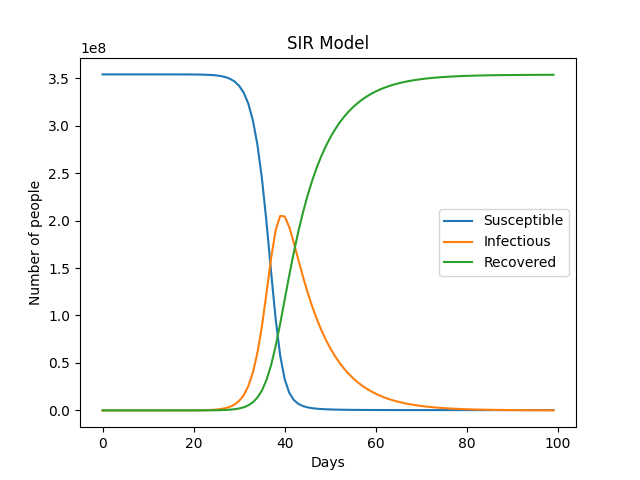 SIR Model
1e8
3.5
3.0
2.5
2.0
1.5
1.0
0.5
0.0
Number of people
Susceptible
Infectious
Recovered
0 20 40 60 80 100
Days